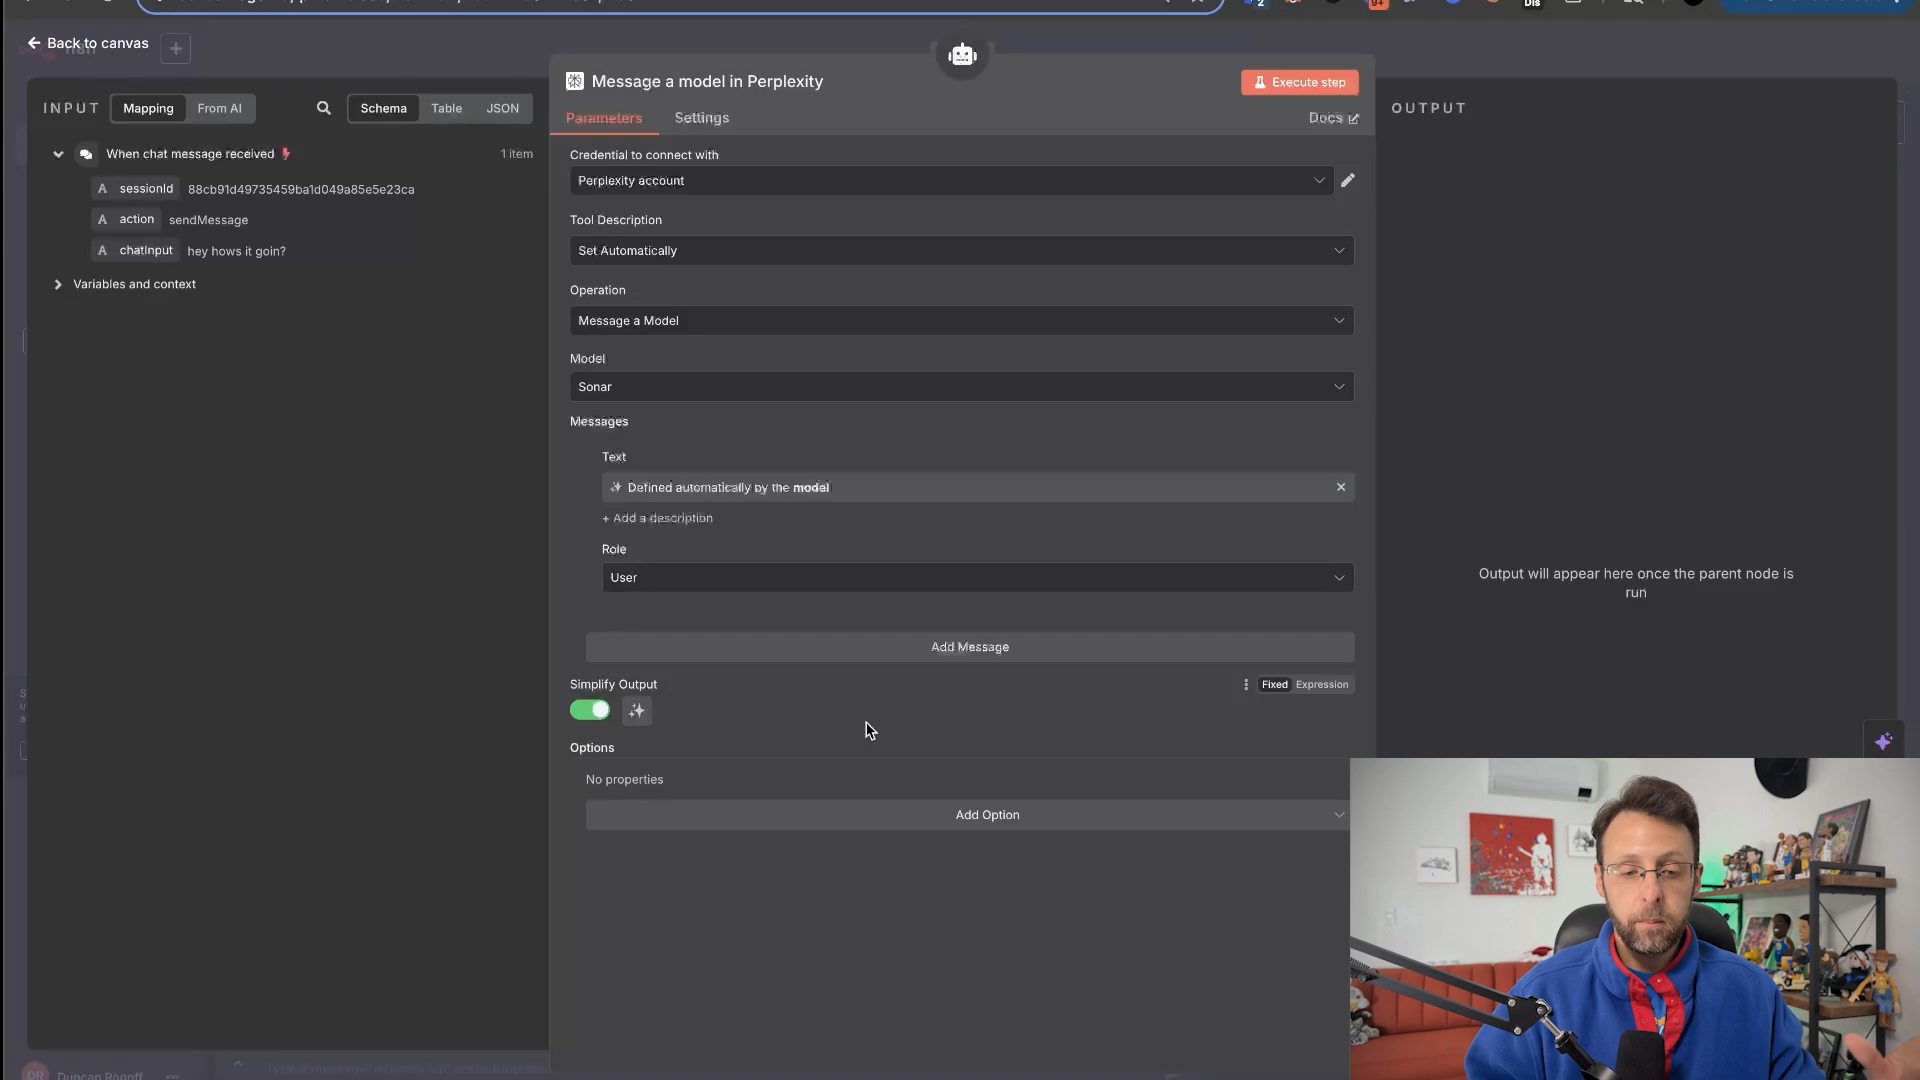 Dis
Back to canvas
Message a model in Perplexity
Execute step
INPUT
Mapping
From AI
Schema
Table
JSON
Parameters
Settings
Docs
OUTPUT
When chat message received
1 item
A sessionId 88cb91d49735459ba1d049a85e5e23ca
A action sendMessage
A chatInput hey hows it goin?
Variables and context
Credential to connect with
Perplexity account
Tool Description
Set Automatically
Operation
Message a Model
Model
Sonar
Messages
Text
Defined automatically by the model
+ Add a description
Role
User
Add Message
Simplify Output
Fixed
Expression
Options
No properties
Add Option
Output will appear here once the parent node is
run
DR
Duncan Rogoff